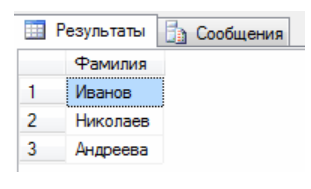 Результаты Сообщения
Фамилия
1 Иванов
2 Николаев
3 Андреева